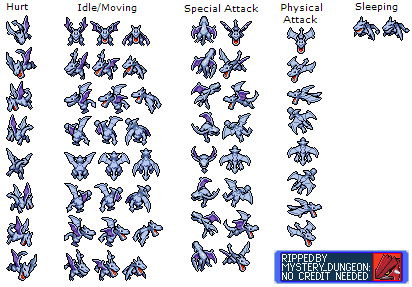 Hurt
Idle/Moving
Special Attack
Physical
Attack
Sleeping
RIPPED BY
MYSTERY_DUNGEON;
NO CREDIT NEEDED